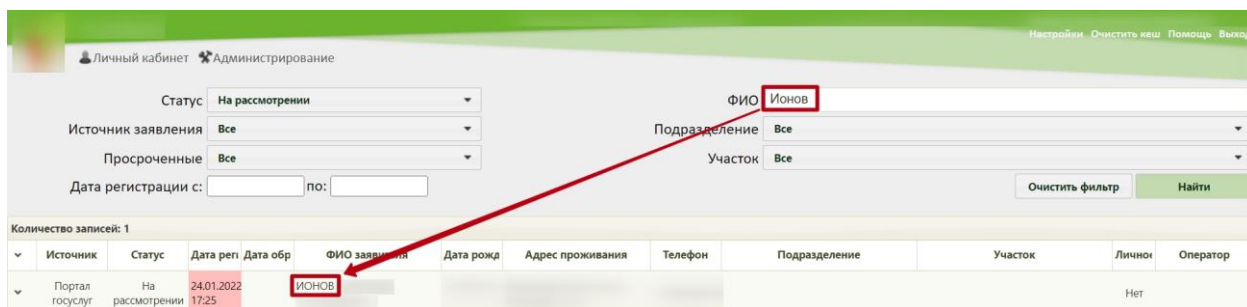 Настройки Очистить кеш Помощь Выход
Личный кабинет Администрирование
Статус На рассмотрении ФИО Ионов
Источник заявления Все Подразделение Все
Просроченные Все Участок Все
Дата регистрации с: по: Очистить фильтр Найти
Количество записей: 1
Источник Статус Дата реги Дата обр ФИО заявителя Дата рожд Адрес проживания Телефон Подразделение Участок Личное Оператор
Портал На 24.01.2022 ИОНОВ Нет
госуслуг рассмотрении 17:25